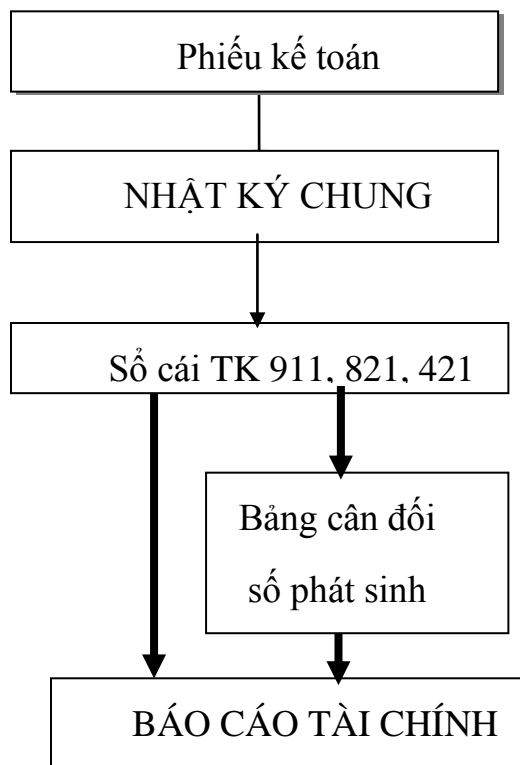 Phiếu kế toán
NHẬT KÝ CHUNG
Sổ cái TK 911, 821, 421
Bảng cân đối
số phát sinh
BÁO CÁO TÀI CHÍNH